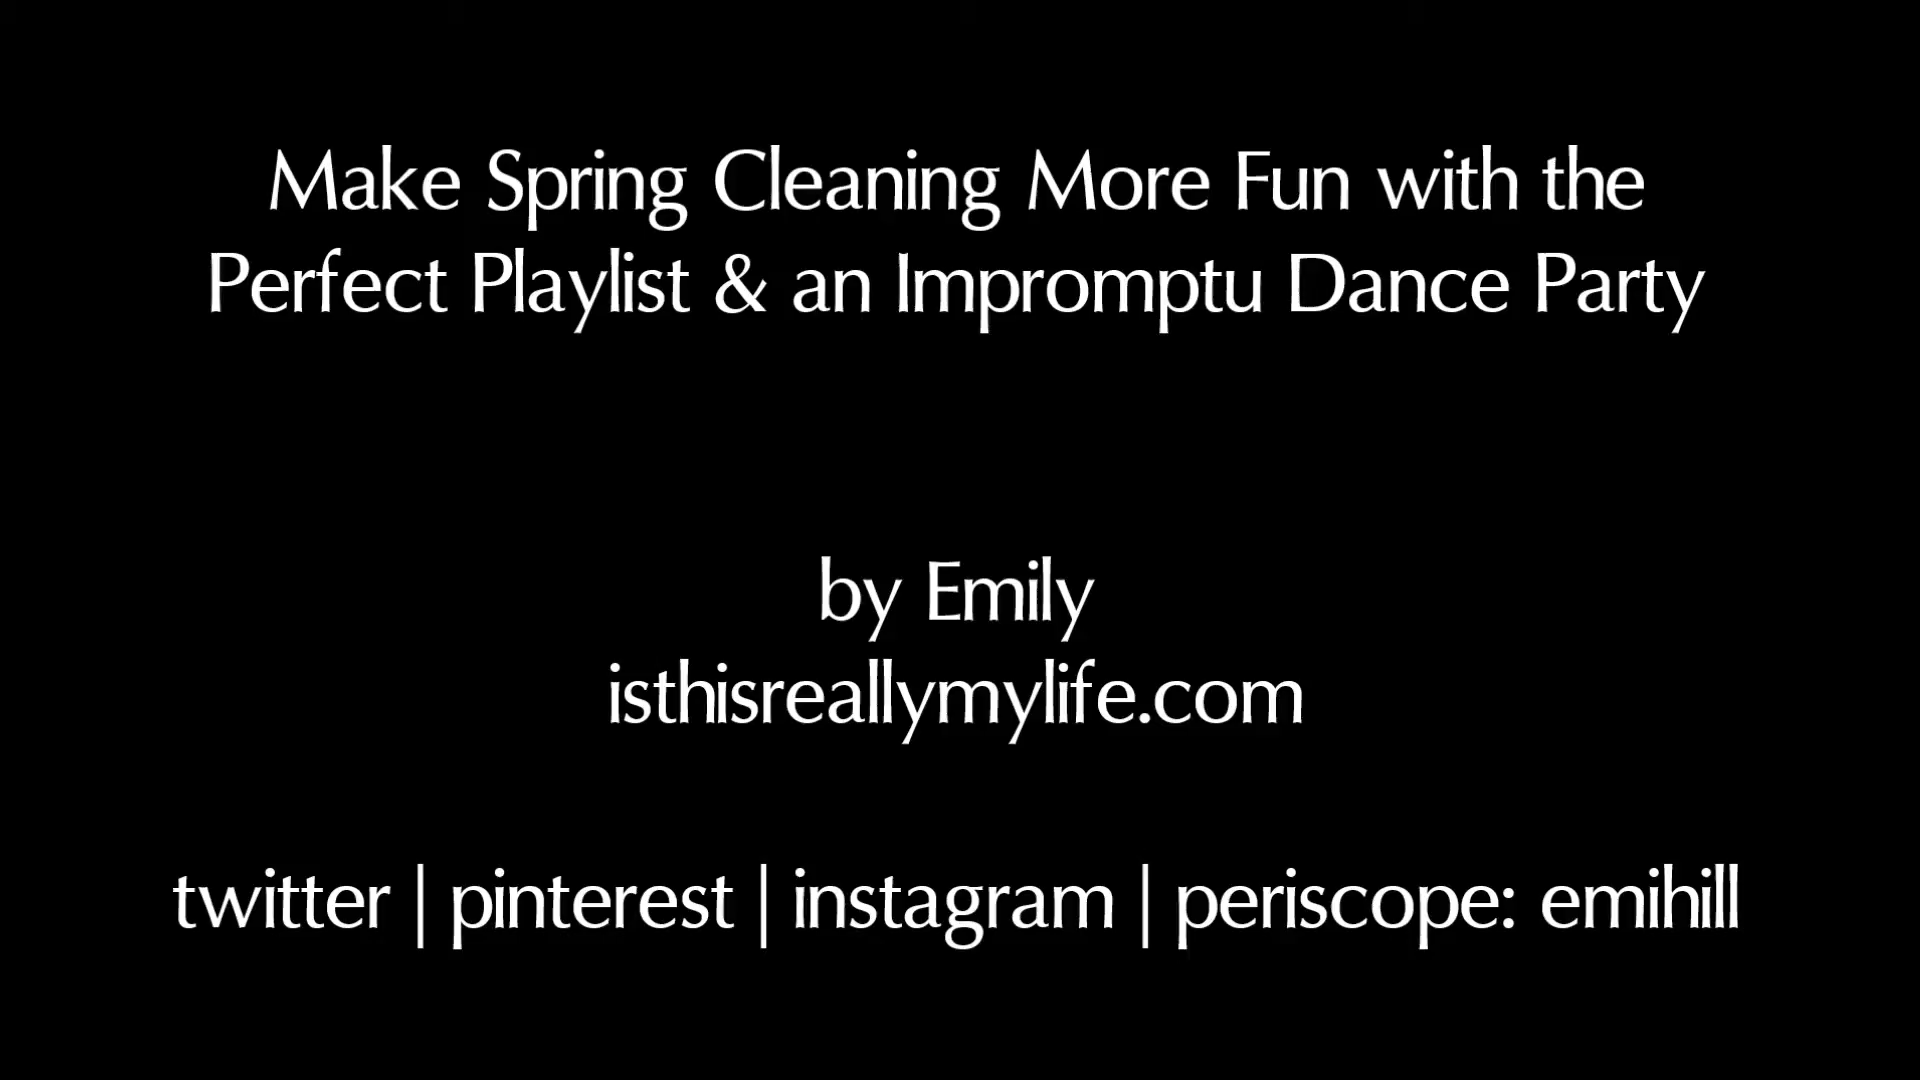 Make Spring Cleaning More Fun with the
Perfect Playlist & an Impromptu Dance Party
by Emily
isthisreallymylife.com
twitter | pinterest | instagram | periscope: emihill